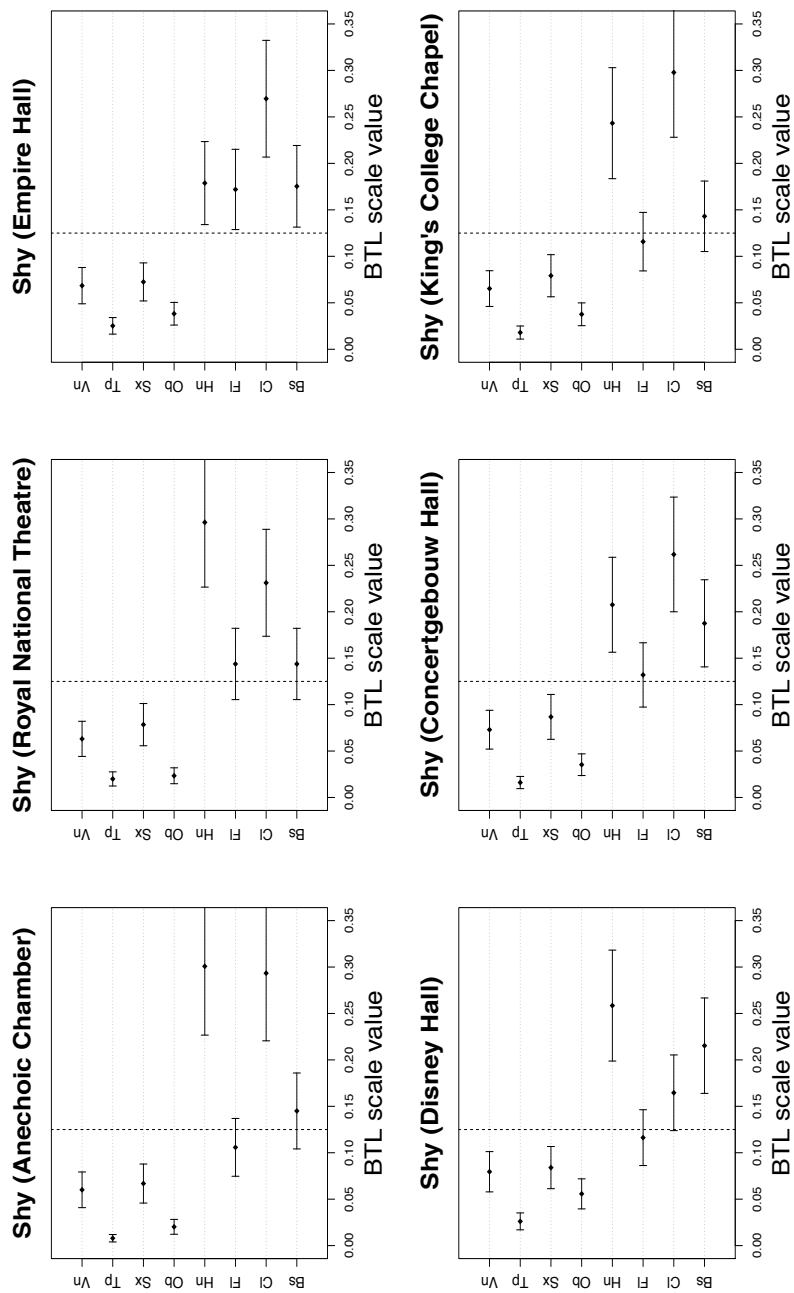 Shy (Anechoic Chamber)
Vn
Tp
Sx
Ob
Hn
Fl
Cl
Bs
0.00 0.05 0.10 0.15 0.20 0.25 0.30 0.35
BTL scale value
Shy (Royal National Theatre)
Vn
Tp
Sx
Ob
Hn
Fl
Cl
Bs
0.00 0.05 0.10 0.15 0.20 0.25 0.30 0.35
BTL scale value
Shy (Empire Hall)
Vn
Tp
Sx
Ob
Hn
Fl
Cl
Bs
0.00 0.05 0.10 0.15 0.20 0.25 0.30 0.35
BTL scale value
Shy (Disney Hall)
Vn
Tp
Sx
Ob
Hn
Fl
Cl
Bs
0.00 0.05 0.10 0.15 0.20 0.25 0.30 0.35
BTL scale value
Shy (Concertgebouw Hall)
Vn
Tp
Sx
Ob
Hn
Fl
Cl
Bs
0.00 0.05 0.10 0.15 0.20 0.25 0.30 0.35
BTL scale value
Shy (King's College Chapel)
Vn
Tp
Sx
Ob
Hn
Fl
Cl
Bs
0.00 0.05 0.10 0.15 0.20 0.25 0.30 0.35
BTL scale value